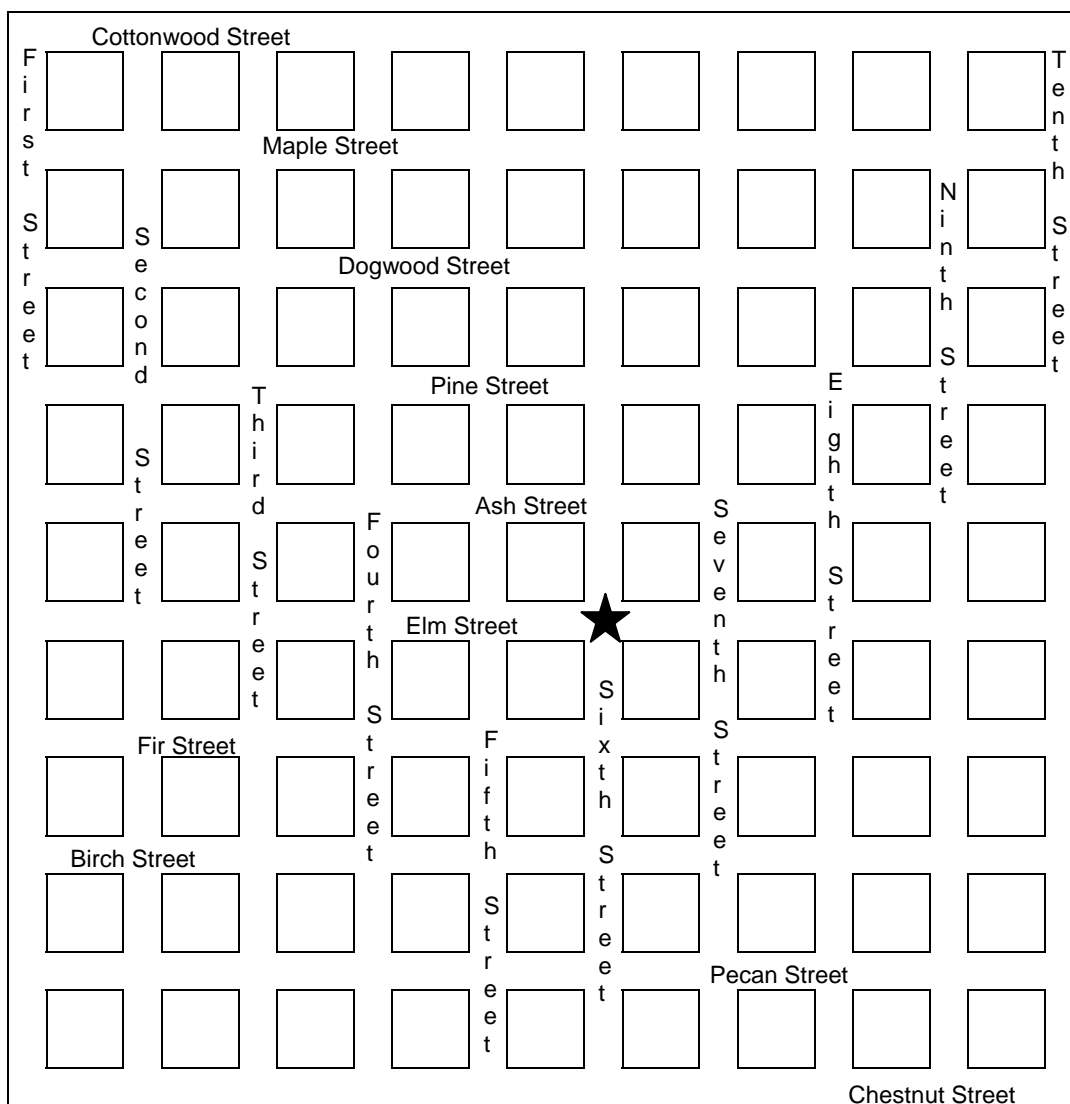 Cottonwood Street
First Street
Tenth Street
Maple Street
Ninth Street
Second Street
Dogwood Street
Pine Street
Eighth Street
Third Street
Ash Street
Seventh Street
Fourth Street
Elm Street
Sixth Street
Fifth Street
Fir Street
Birch Street
Pecan Street
Chestnut Street